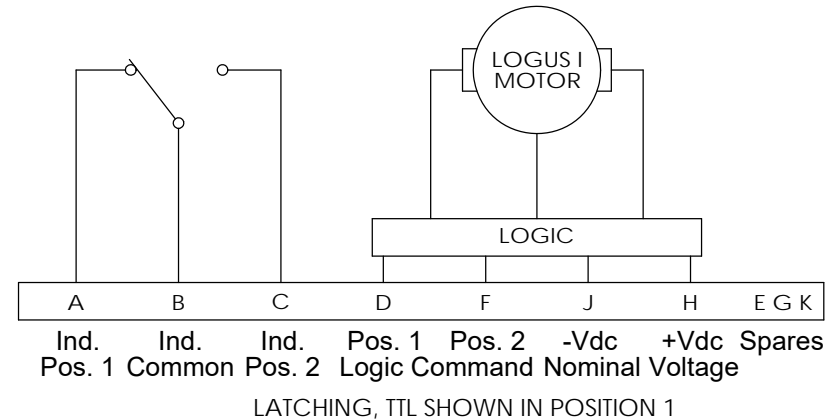 LOGUS I
MOTOR
LOGIC
A B C D F J H E G K
Ind. Ind. Ind. Pos. 1 Pos. 2 -Vdc +Vdc Spares
Pos. 1 Common Pos. 2 Logic Command Nominal Voltage
LATCHING, TTL SHOWN IN POSITION 1